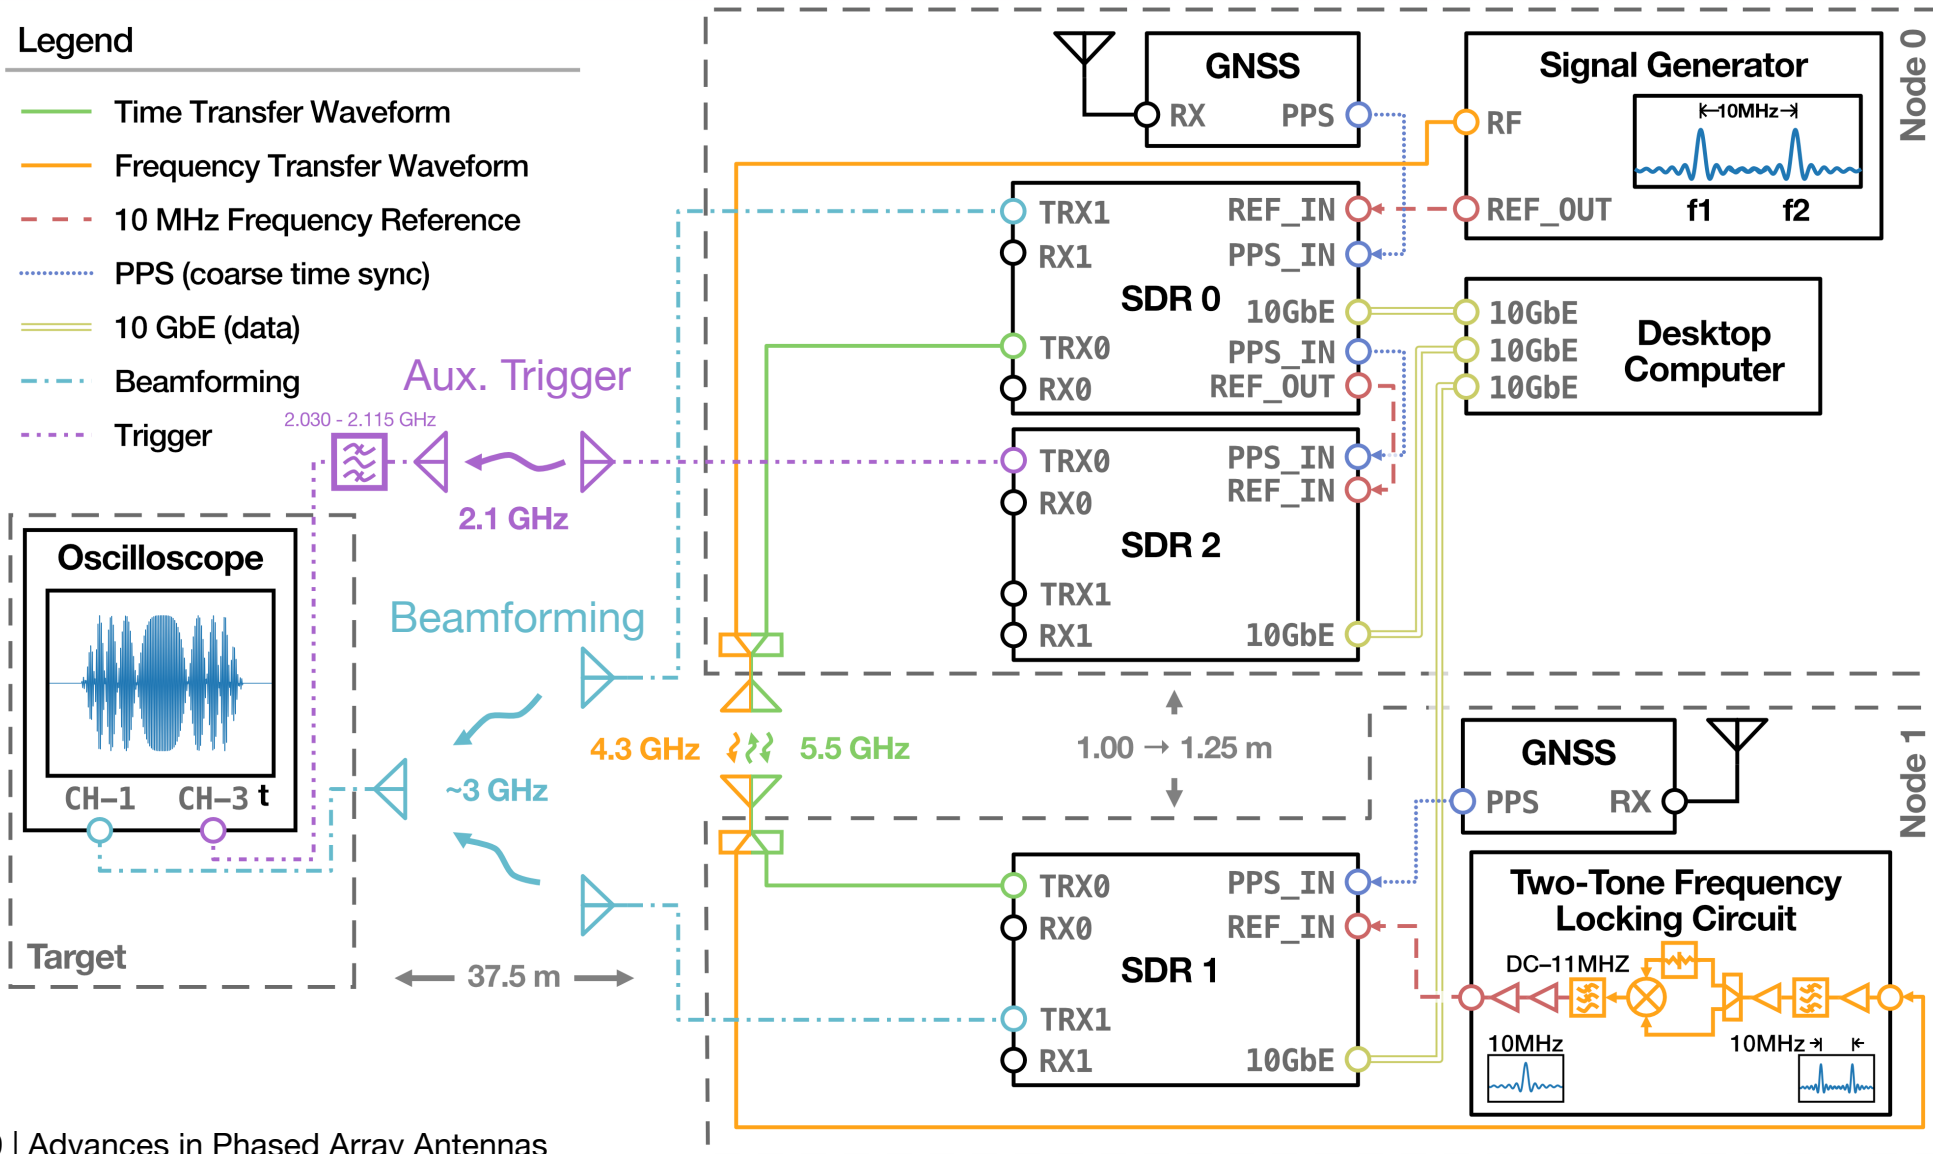 Legend
Time Transfer Waveform
Frequency Transfer Waveform
10 MHz Frequency Reference
PPS (coarse time sync)
10 GbE (data)
Beamforming
Trigger
Node 0
GNSS
RX
PPS
Signal Generator
10MHz
RF
REF_OUT
f1
f2
TRX1
RX1
SDR 0
TRX0
RX0
REF_IN
PPS_IN
10GbE
PPS_IN
REF_OUT
10GbE
10GbE
10GbE
Desktop
Computer
Aux. Trigger
2.030 - 2.115 GHz
2.1 GHz
TRX0
RX0
SDR 2
TRX1
RX1
PPS_IN
REF_IN
10GbE
Oscilloscope
CH-1
CH-3
t
Target
Beamforming
~3 GHz
37.5 m
4.3 GHz
5.5 GHz
1.00 → 1.25 m
Node 1
GNSS
PPS
RX
TRX0
RX0
SDR 1
TRX1
RX1
PPS_IN
REF_IN
10GbE
Two-Tone Frequency
Locking Circuit
DC-11MHZ
10MHz
10MHz
| Advances in Phased Array Antennas